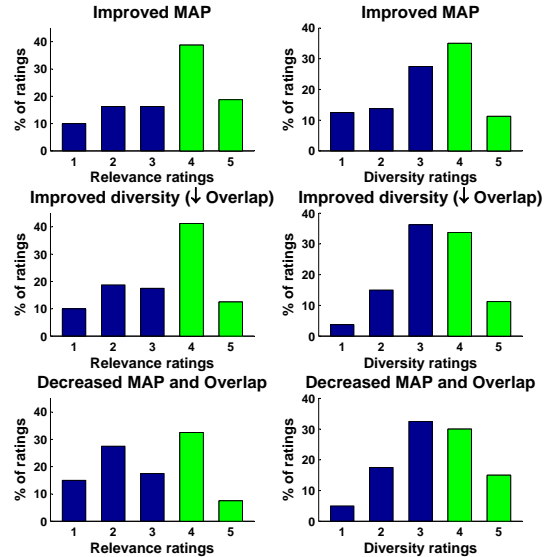 Improved MAP
% of ratings
40
30
20
10
0
1 2 3 4 5
Relevance ratings
Improved MAP
% of ratings
40
30
20
10
0
1 2 3 4 5
Diversity ratings
Improved diversity (↓ Overlap)
% of ratings
40
30
20
10
0
1 2 3 4 5
Relevance ratings
Improved diversity (↓ Overlap)
% of ratings
40
30
20
10
0
1 2 3 4 5
Diversity ratings
Decreased MAP and Overlap
% of ratings
40
30
20
10
0
1 2 3 4 5
Relevance ratings
Decreased MAP and Overlap
% of ratings
40
30
20
10
0
1 2 3 4 5
Diversity ratings